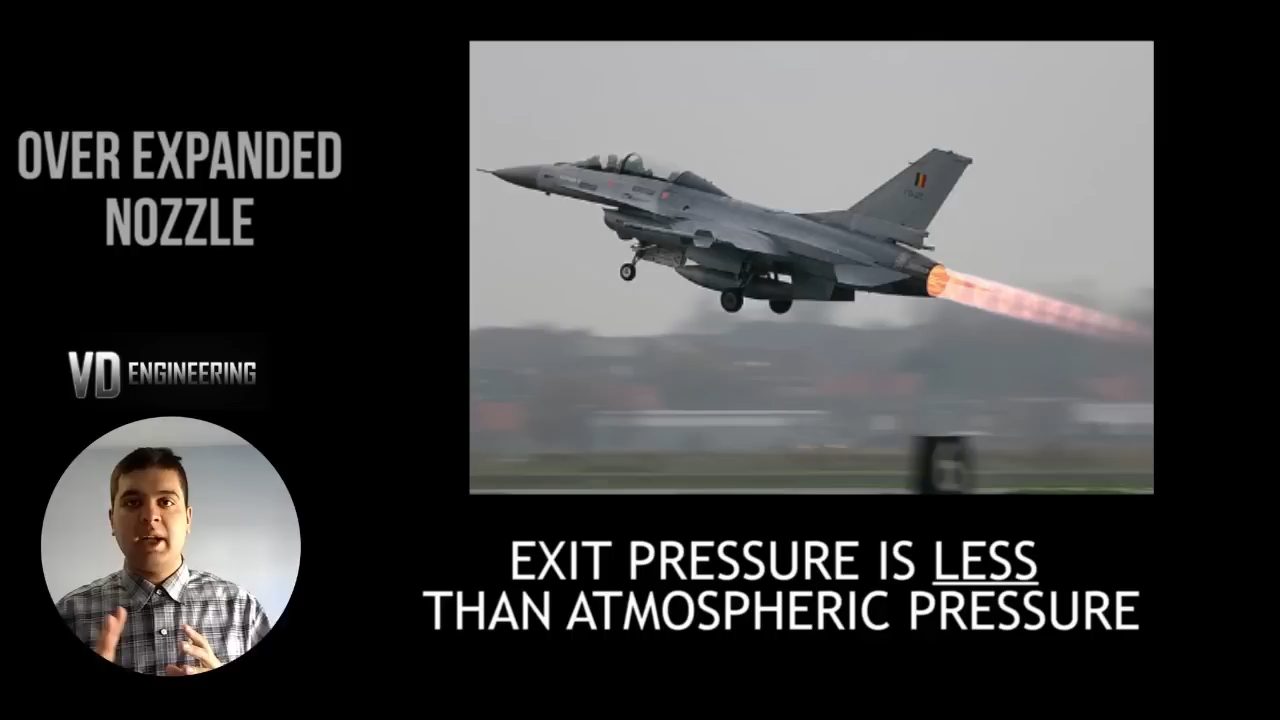 OVER EXPANDED
NOZZLE
VD ENGINEERING
EXIT PRESSURE IS LESS
THAN ATMOSPHERIC PRESSURE